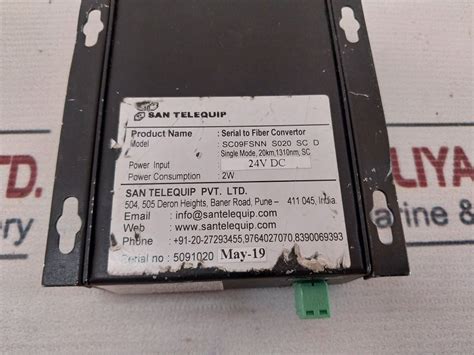 SAN TELEQUIP
Product Name : Serial to Fiber Convertor
Model : SC09FSNN S020 SC D
Single Mode, 20km,1310nm, SC
Power Input : 24V DC
Power Consumption : 2W
SAN TELEQUIP PVT. LTD.
504, 505 Deron Heights, Baner Road, Pune – 411 045, India.
Email : info@santelequip.com
Web : www.santelequip.com
Phone : +91-20-27293455,9764027070,8390069393
Serial no : 5091020 May-19
TD.
ery
LIYA
arine &